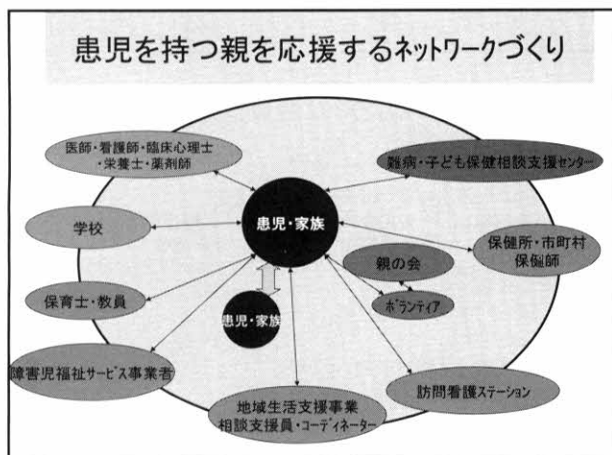 患児を持つ親を応援するネットワークづくり
医師・看護師・臨床心理士
・栄養士・薬剤師
難病・子ども保健相談支援センター
患児・家族
学校
保健所・市町村
保健師
親の会
保育士・教員
ボランティア
患児・家族
障害児福祉サービス事業者
訪問看護ステーション
地域生活支援事業
相談支援員・コーディネーター